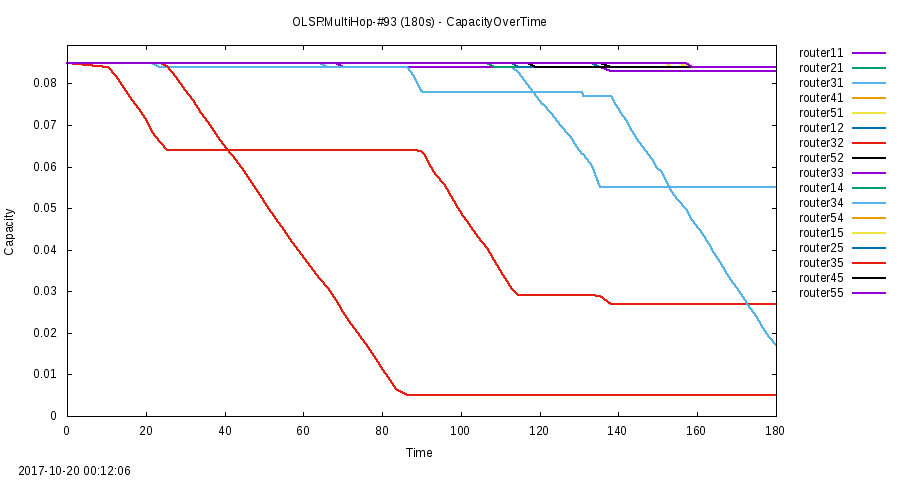 OLSRMultiHop-#93 (180s) - CapacityOverTime
router11
router21
router31
router41
router51
router12
router32
router52
router33
router14
router34
router54
router15
router25
router35
router45
router55
0.08
0.07
0.06
0.05
0.04
0.03
0.02
0.01
0
Capacity
0 20 40 60 80 100 120 140 160 180
Time
2017-10-20 00:12:06